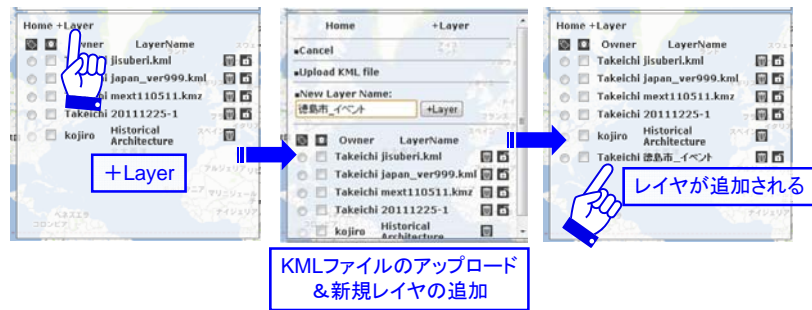 Home +Layer
Owner LayerName
Takeichi jisuberi.kml
Takeichi japan_ver999.kml
Takeichi mext110511.kmz
Takeichi 20111225-1
kojiro Historical
Architecture
+Layer
Home +Layer
▪Cancel
▪Upload KML file
▪New Layer Name:
徳島市_イベント +Layer
Owner LayerName
Takeichi jisuberi.kml
Takeichi japan_ver999.kml
Takeichi mext110511.kmz
Takeichi 20111225-1
kojiro Historical
Architecture
KMLファイルのアップロード
&新規レイヤの追加
Home +Layer
Owner LayerName
Takeichi jisuberi.kml
Takeichi japan_ver999.kml
Takeichi mext110511.kmz
Takeichi 20111225-1
kojiro Historical
Architecture
Takeichi 徳島市_イベント
レイヤが追加される